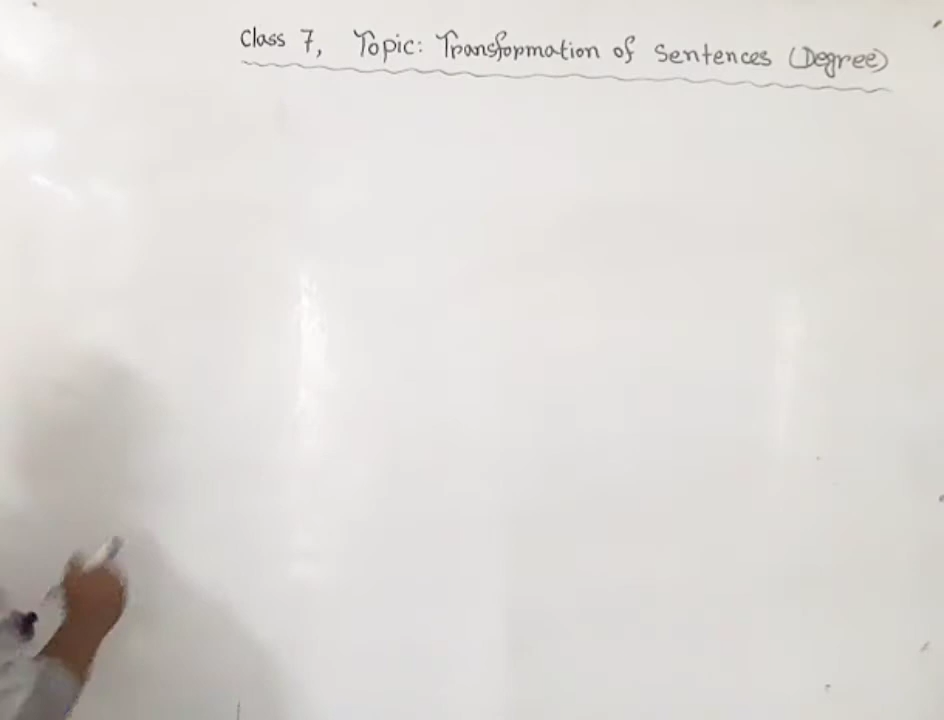 Class 7, Topic: Transformation of Sentences (Degree)